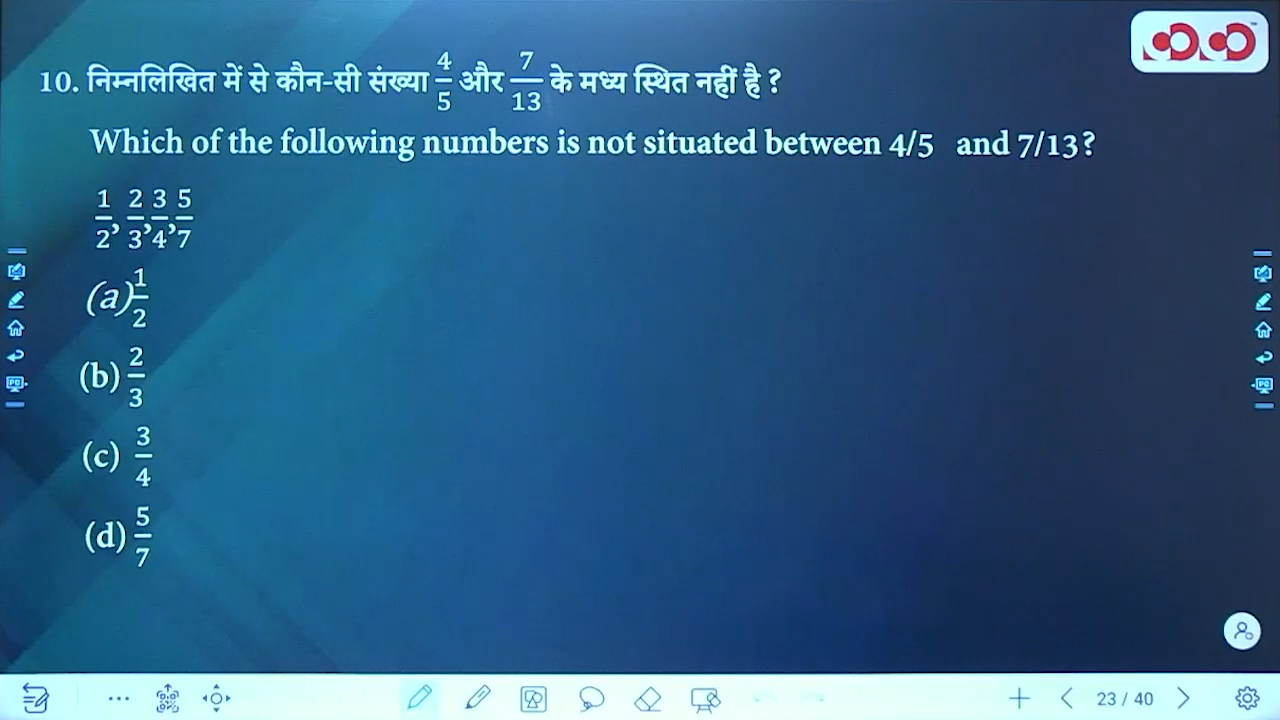 10. निम्नलिखित में से कौन-सी संख्या 4/5 और 7/13 के मध्य स्थित नहीं है ?
Which of the following numbers is not situated between 4/5 and 7/13?
1/2, 2/3, 3/4, 5/7
(a) 1/2
(b) 2/3
(c) 3/4
(d) 5/7
23 / 40